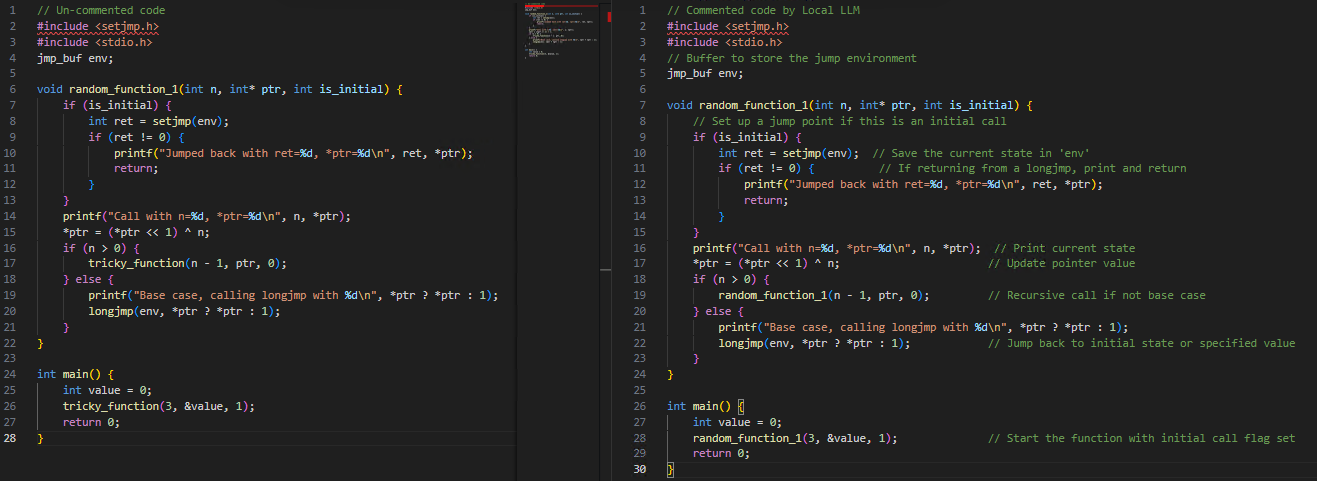 1 // Un-commented code
2 #include <setjmp.h>
3 #include <stdio.h>
4 jmp_buf env;
5
6 void random_function_1(int n, int* ptr, int is_initial) {
7     if (is_initial) {
8         int ret = setjmp(env);
9         if (ret != 0) {
10             printf("Jumped back with ret=%d, *ptr=%d\n", ret, *ptr);
11             return;
12         }
13     }
14     printf("Call with n=%d, *ptr=%d\n", n, *ptr);
15     *ptr = (*ptr << 1) ^ n;
16     if (n > 0) {
17         tricky_function(n - 1, ptr, 0);
18     } else {
19         printf("Base case, calling longjmp with %d\n", *ptr ? *ptr : 1);
20         longjmp(env, *ptr ? *ptr : 1);
21     }
22 }
23
24 int main() {
25     int value = 0;
26     tricky_function(3, &value, 1);
27     return 0;
28 }
1 // Commented code by Local LLM
2 #include <setjmp.h>
3 #include <stdio.h>
4 // Buffer to store the jump environment
5 jmp_buf env;
6
7 void random_function_1(int n, int* ptr, int is_initial) {
8     // Set up a jump point if this is an initial call
9     if (is_initial) {
10         int ret = setjmp(env);  // Save the current state in 'env'
11         if (ret != 0) {          // If returning from a longjmp, print and return
12             printf("Jumped back with ret=%d, *ptr=%d\n", ret, *ptr);
13             return;
14         }
15     }
16     printf("Call with n=%d, *ptr=%d\n", n, *ptr);  // Print current state
17     *ptr = (*ptr << 1) ^ n;                       // Update pointer value
18     if (n > 0) {
19         random_function_1(n - 1, ptr, 0);         // Recursive call if not base case
20     } else {
21         printf("Base case, calling longjmp with %d\n", *ptr ? *ptr : 1);
22         longjmp(env, *ptr ? *ptr : 1);            // Jump back to initial state or specified value
23     }
24 }
25
26 int main() {
27     int value = 0;
28     random_function_1(3, &value, 1);              // Start the function with initial call flag set
29     return 0;
30 }